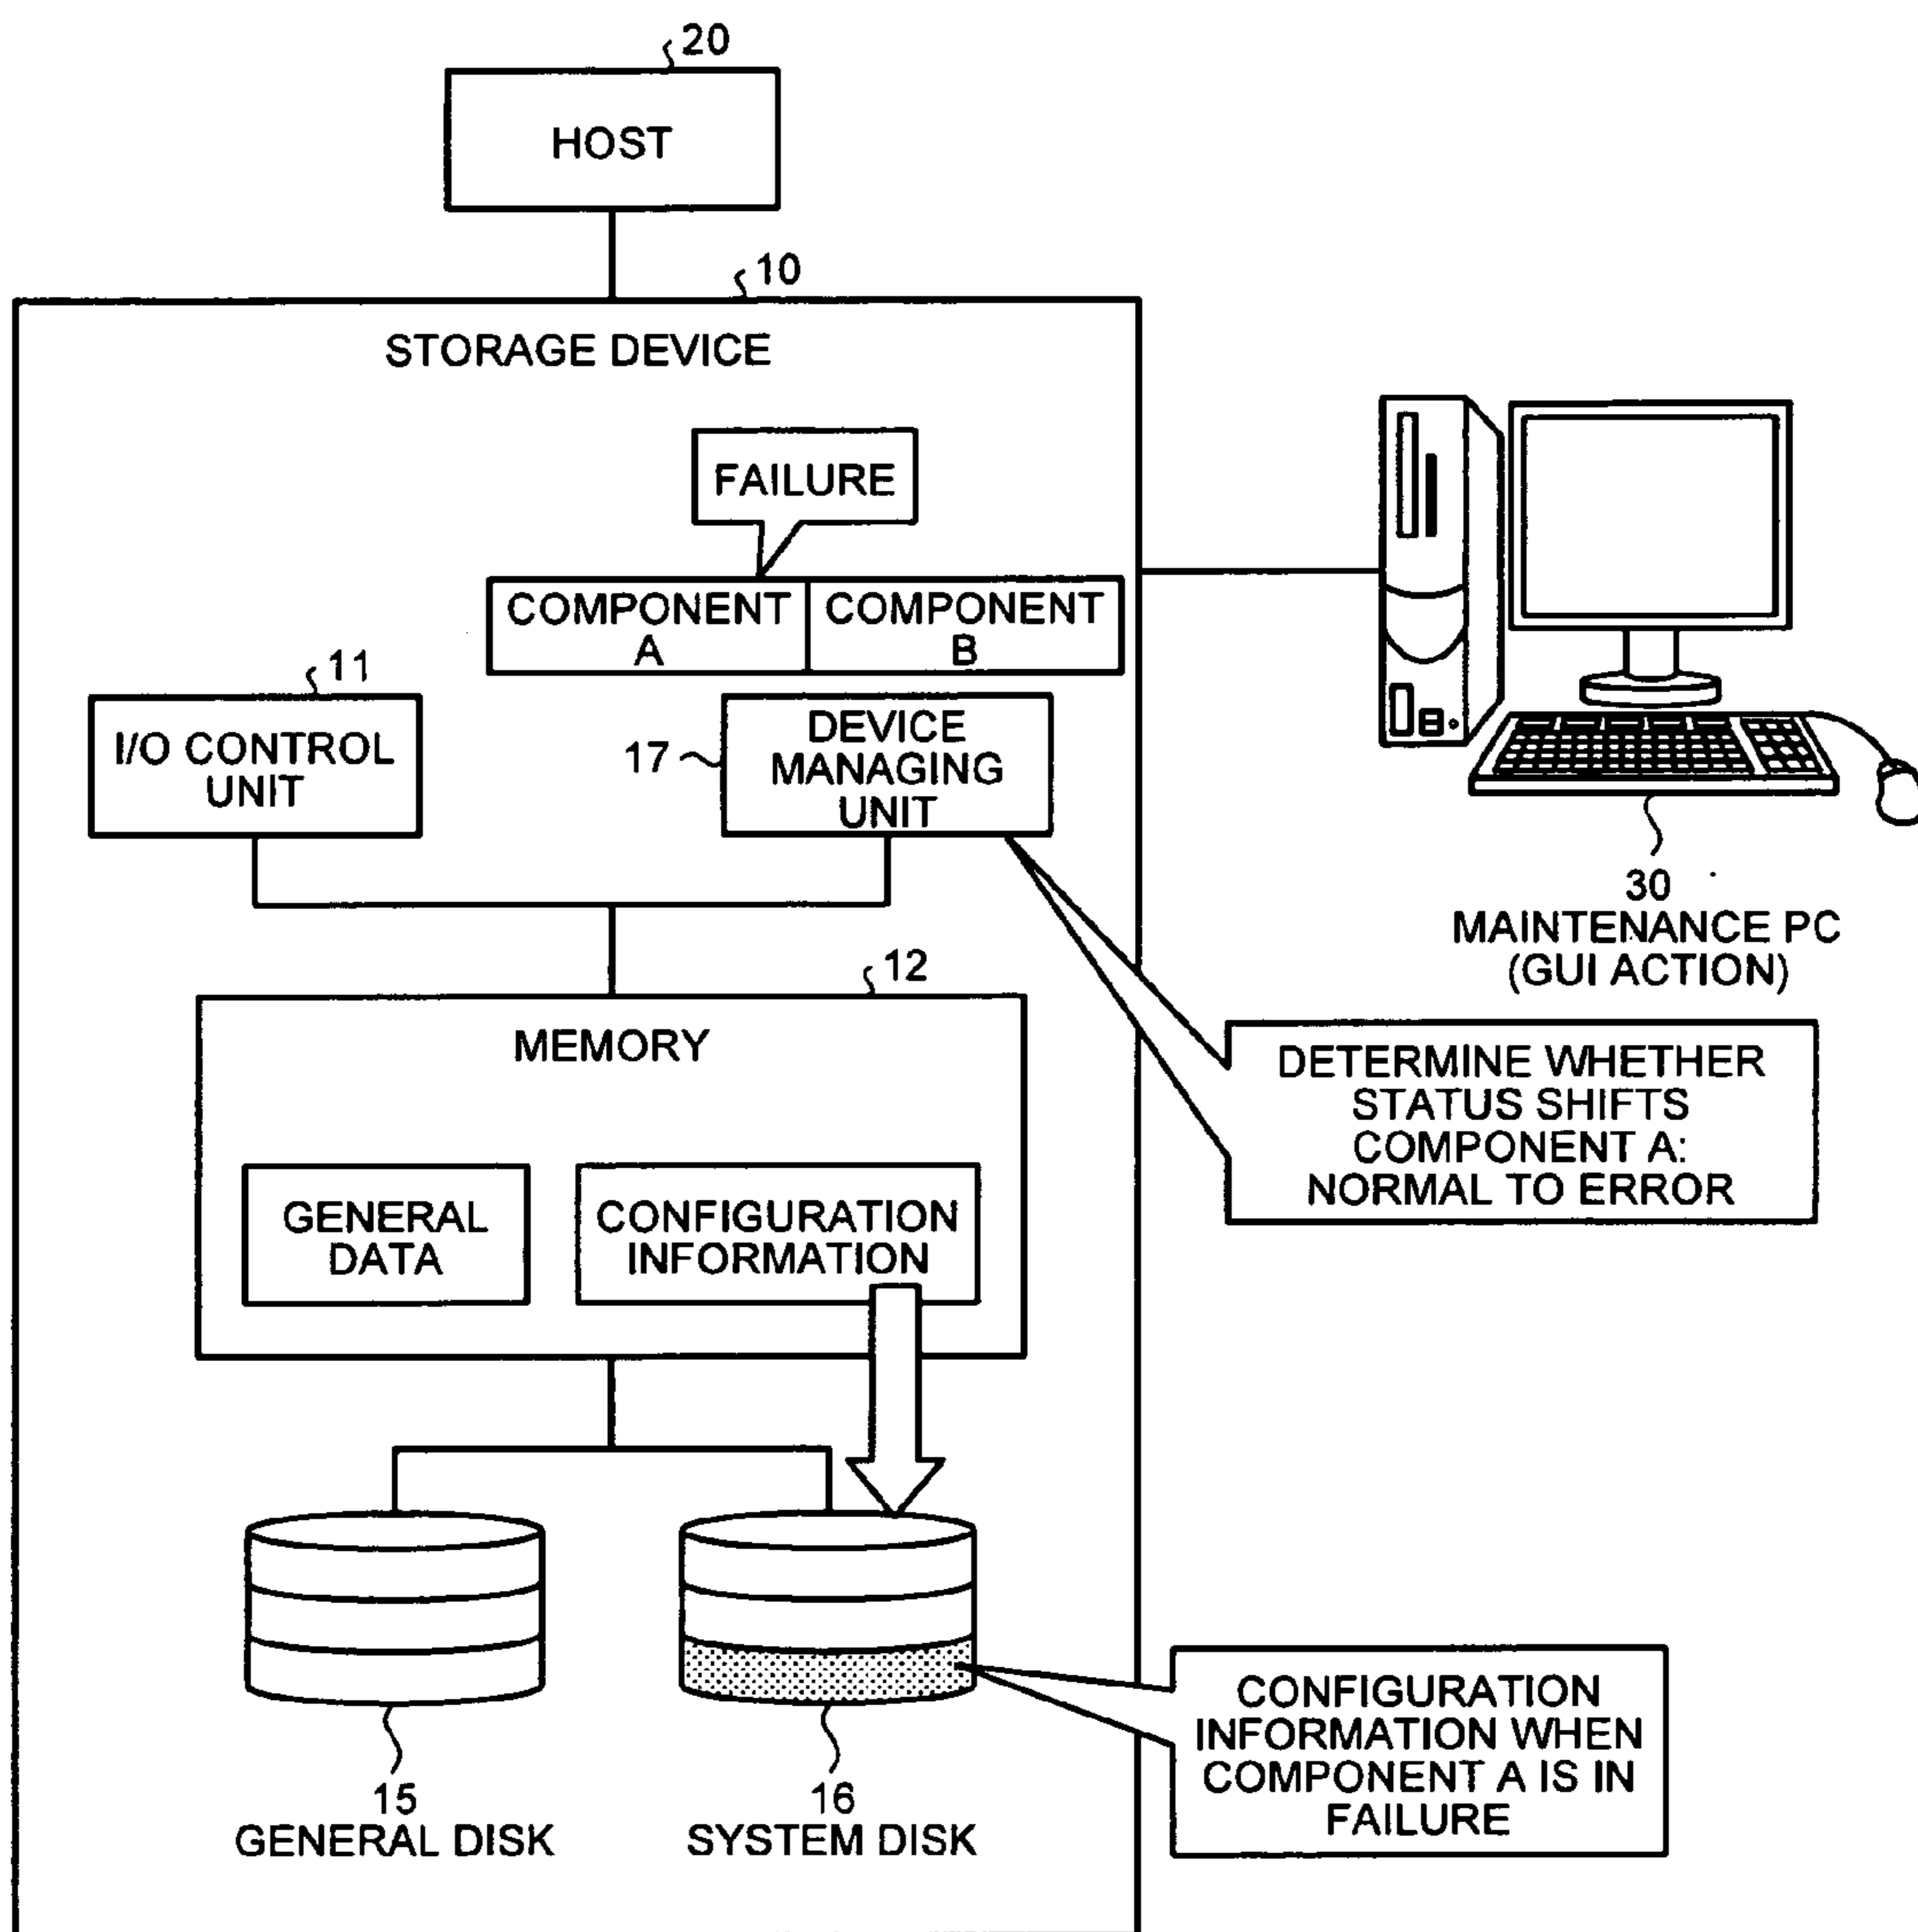 20
HOST
10
STORAGE DEVICE
FAILURE
COMPONENT
A
COMPONENT
B
11
I/O CONTROL
UNIT
17
DEVICE
MANAGING
UNIT
30
MAINTENANCE PC
(GUI ACTION)
12
MEMORY
DETERMINE WHETHER
STATUS SHIFTS
COMPONENT A:
NORMAL TO ERROR
GENERAL
DATA
CONFIGURATION
INFORMATION
15
GENERAL DISK
16
SYSTEM DISK
CONFIGURATION
INFORMATION WHEN
COMPONENT A IS IN
FAILURE